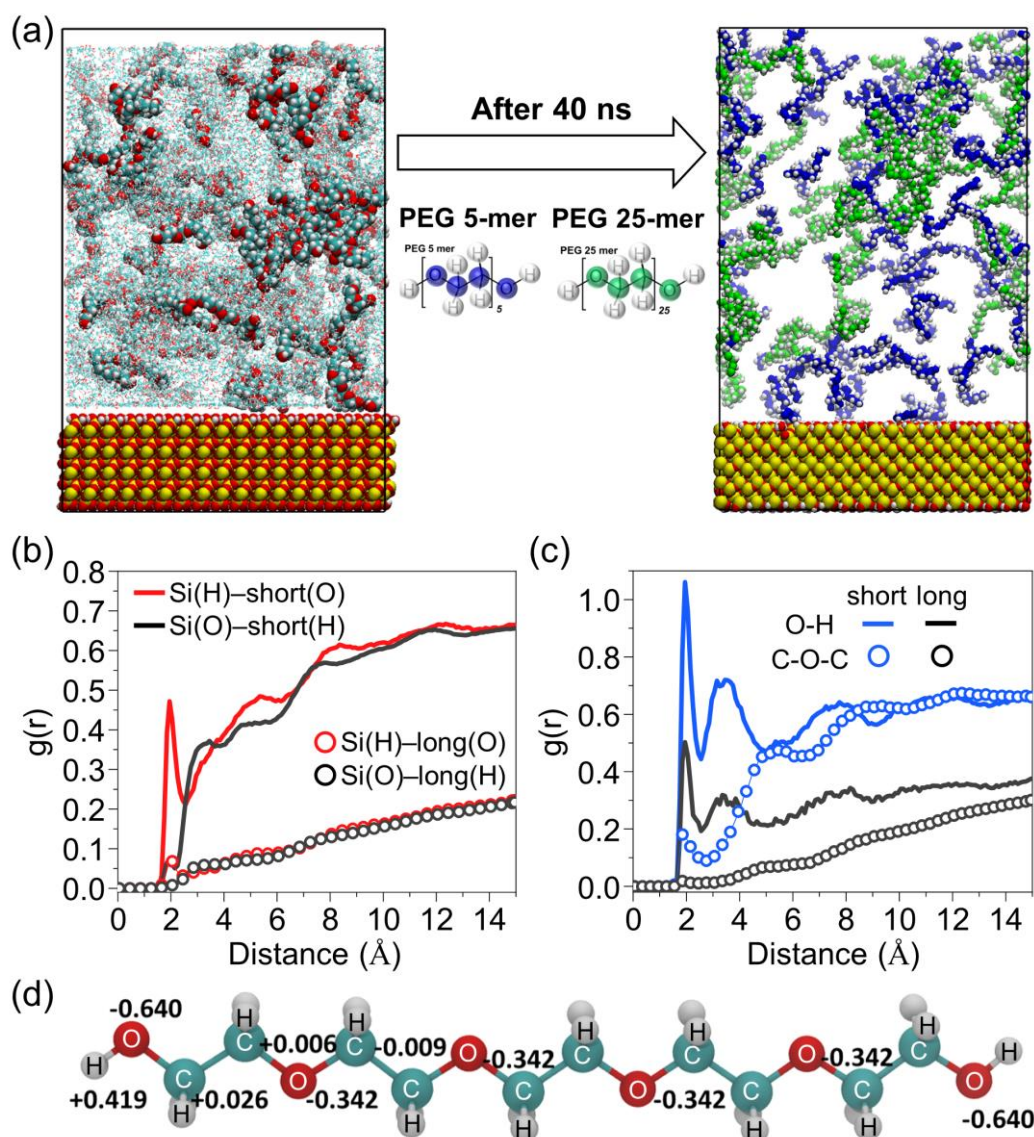 (a)
After 40 ns
PEG 5-mer PEG 25-mer
PEG 5 mer
H O H H H H O H 5
PEG 25 mer
H O H H H H O H 25
(b)
g(r)
0.8
0.7
0.6
0.5
0.4
0.3
0.2
0.1
0.0
Si(H)–short(O)
Si(O)–short(H)
Si(H)–long(O)
Si(O)–long(H)
0 2 4 6 8 10 12 14
Distance (Å)
(c)
g(r)
1.0
0.8
0.6
0.4
0.2
0.0
short long
O-H
C-O-C
0 2 4 6 8 10 12 14
Distance (Å)
(d)
-0.640
H O C H C H +0.006 O C H -0.009 C H O -0.342 C H C H O C H C H O -0.342 C H C H O H
+0.419 +0.026 -0.342 -0.342 -0.640